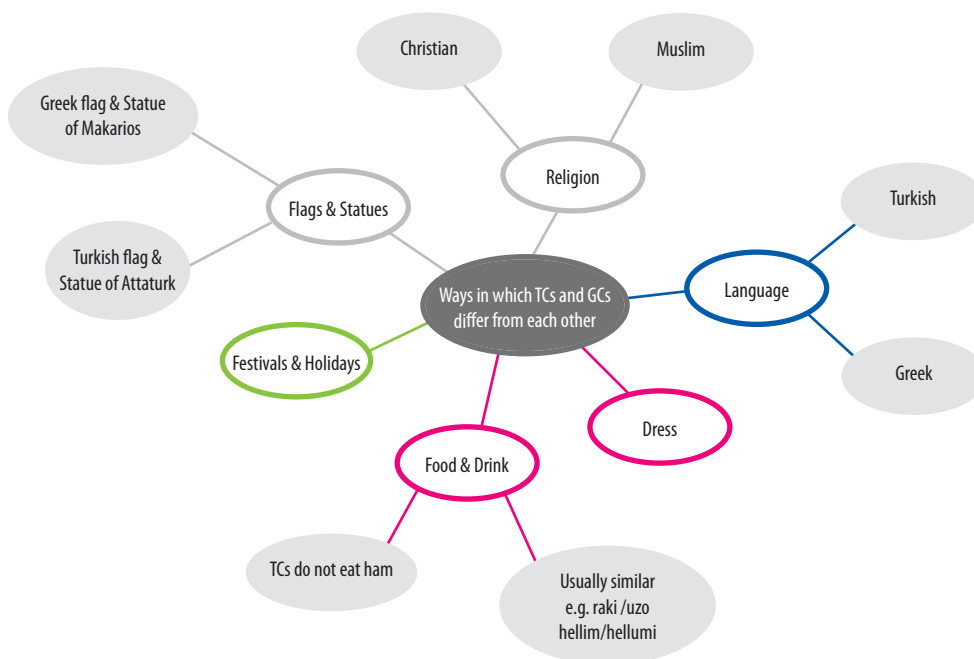 Christian
Muslim
Greek flag & Statue
of Makarios
Religion
Turkish
Flags & Statues
Turkish flag &
Statue of Attaturk
Ways in which TCs and GCs
differ from each other
Language
Festivals & Holidays
Greek
Dress
Food & Drink
TCs do not eat ham
Usually similar
e.g. raki /uzo
hellim/hellumi